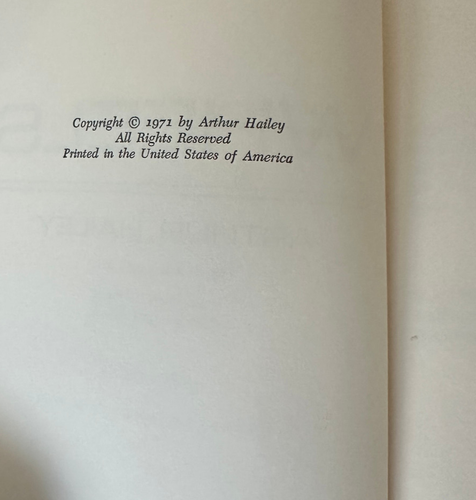 Copyright © 1971 by Arthur Hailey
All Rights Reserved
Printed in the United States of America